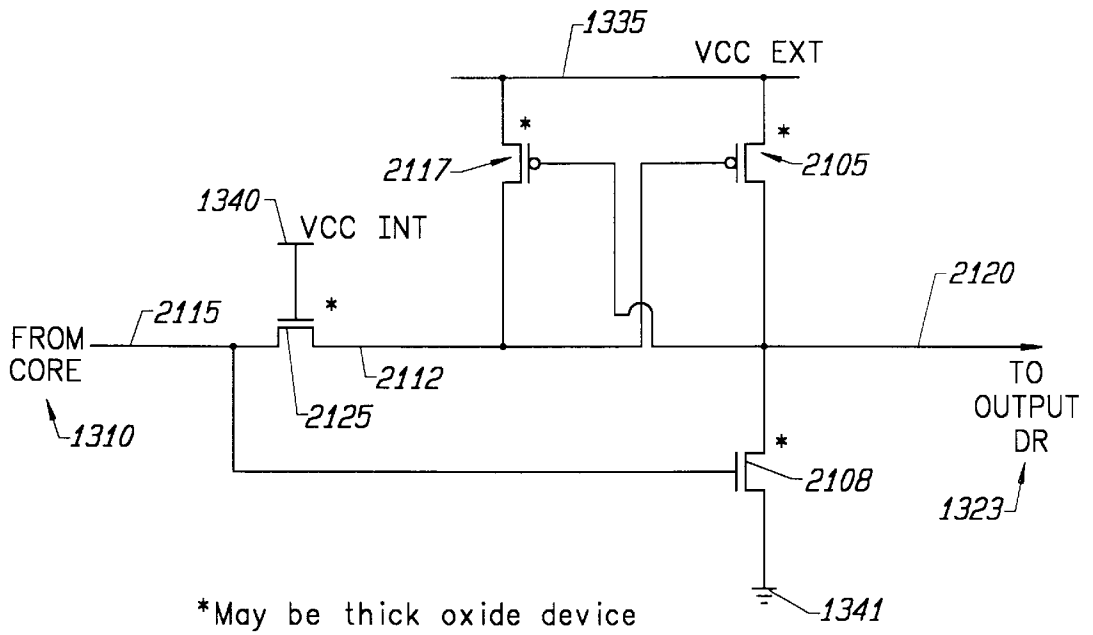 1335
VCC EXT
*
*
2117
2105
1340
VCC INT
*
2115
2120
FROM
CORE
2112
2125
1310
TO
OUTPUT
DR
*
2108
1323
1341
*May be thick oxide device